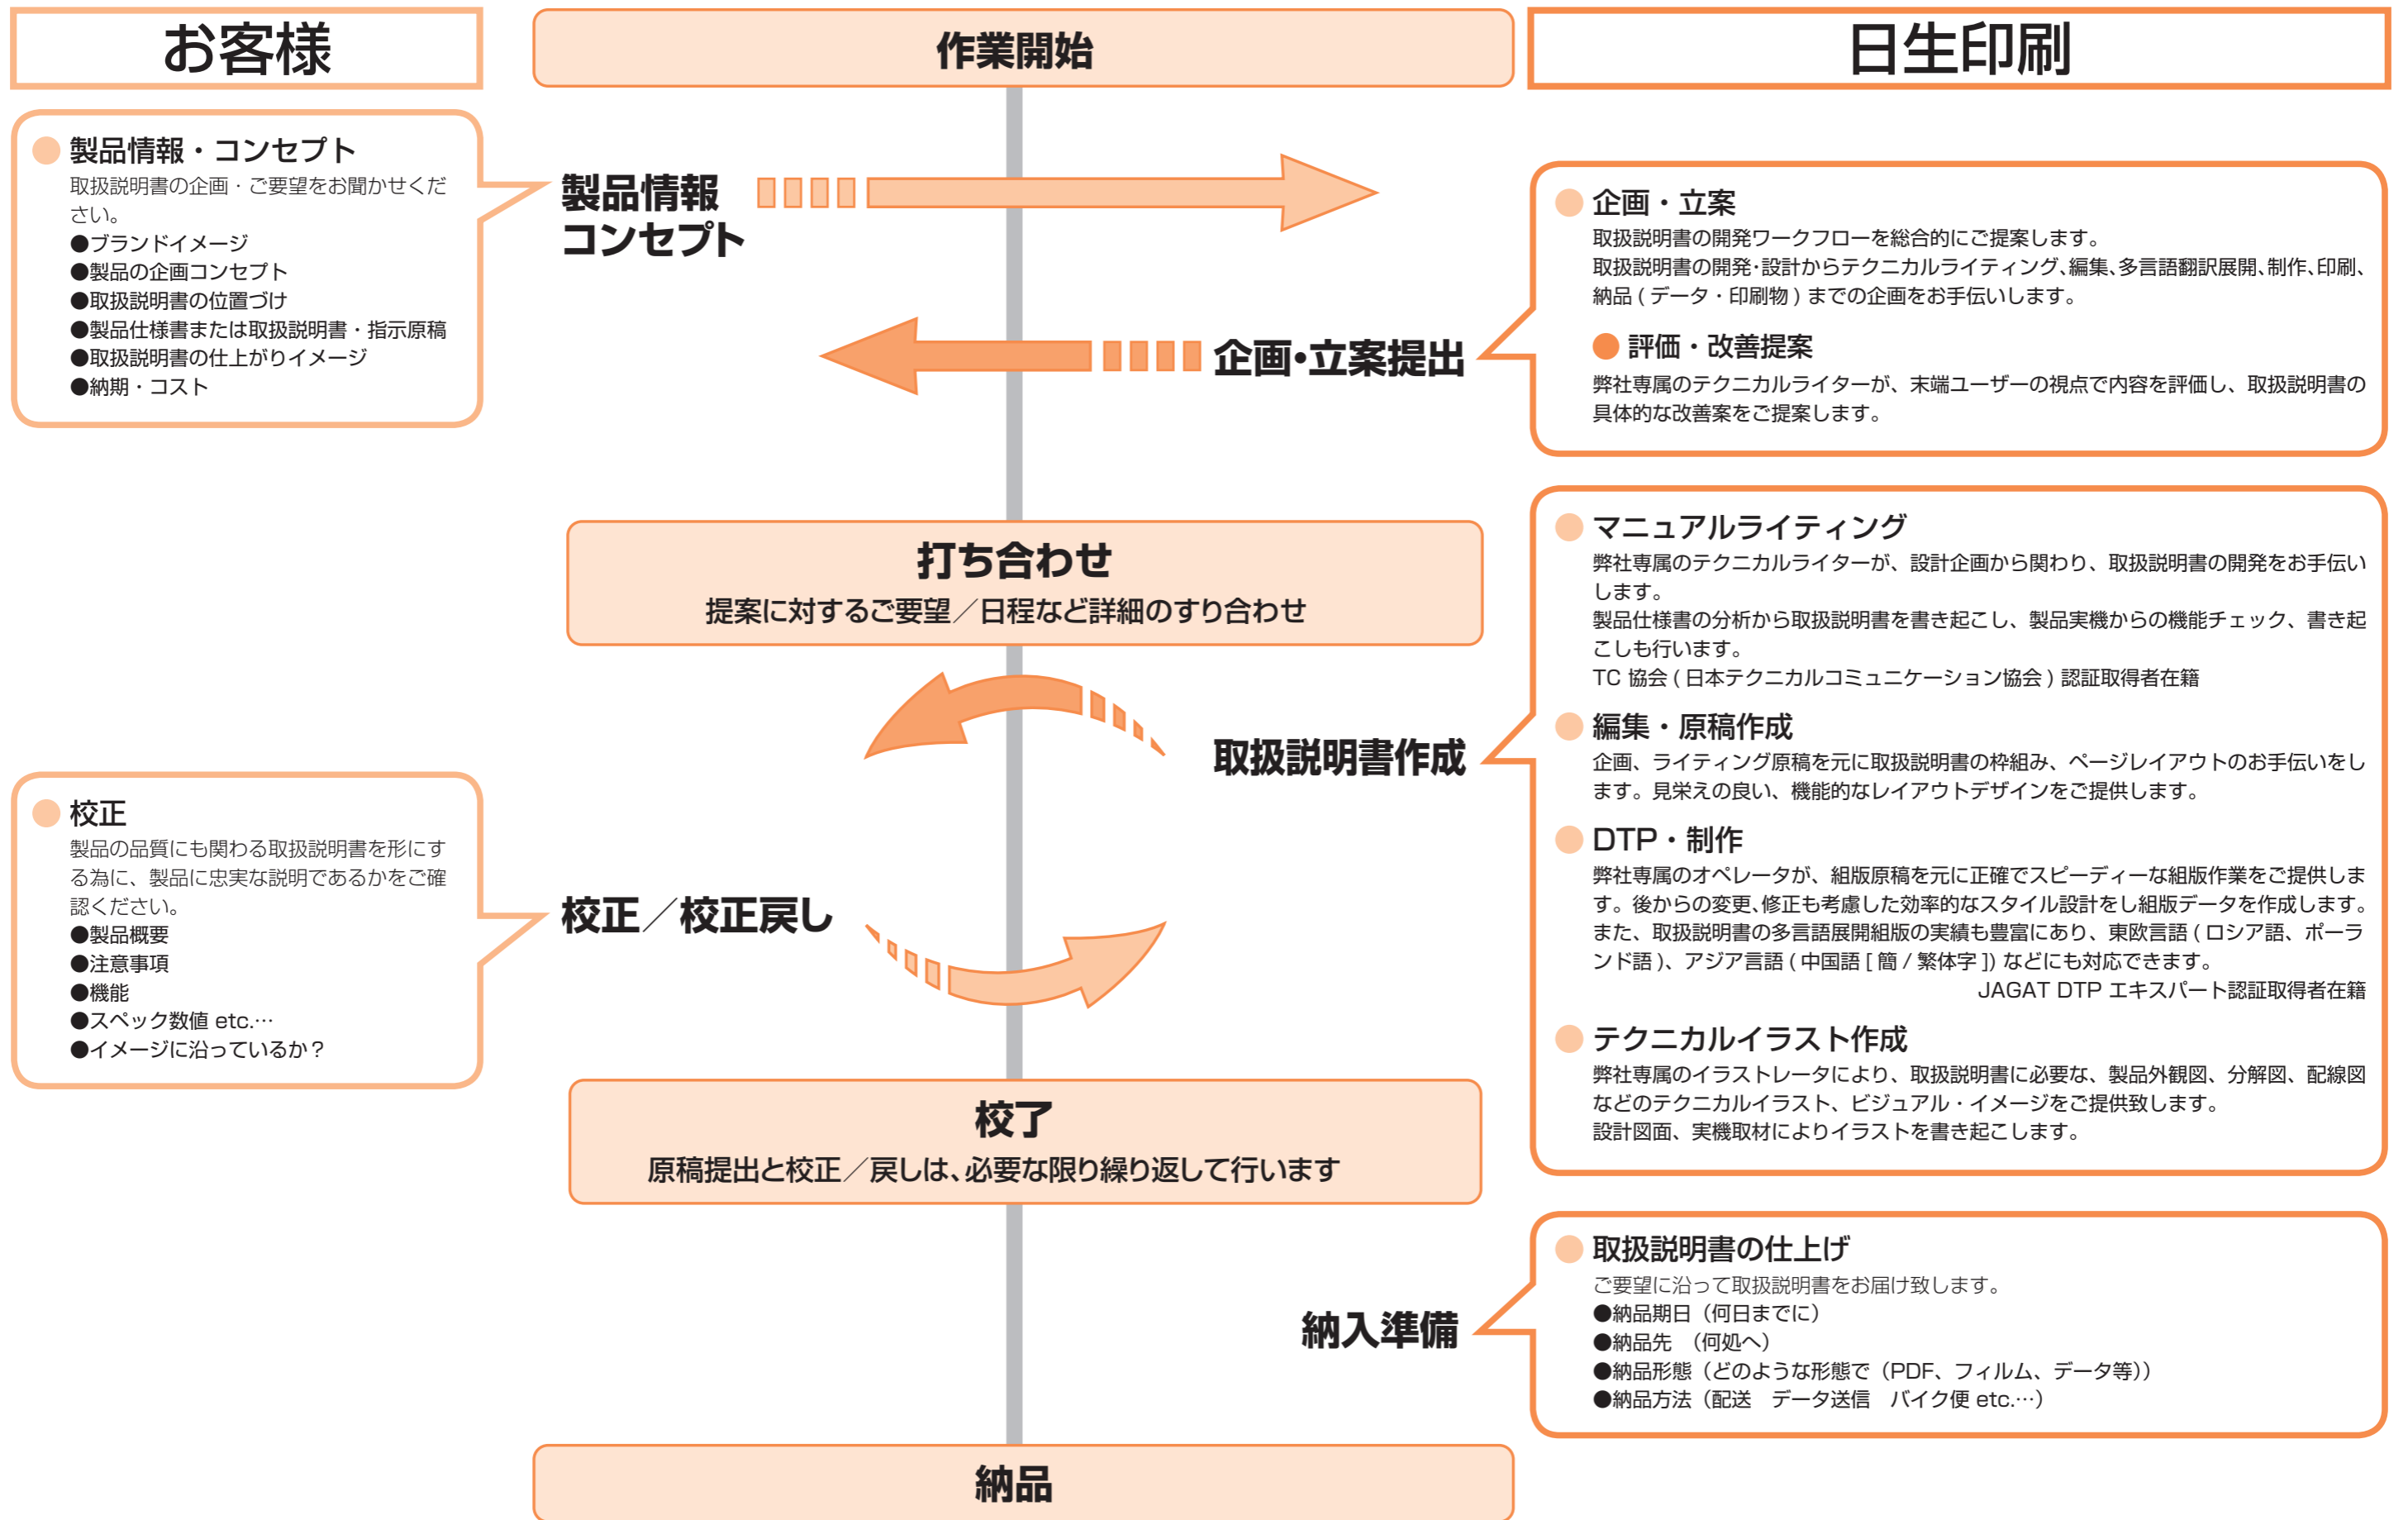 お客様
作業開始
日生印刷
● 製品情報・コンセプト
取扱説明書の企画・ご要望をお聞かせくだ
さい。
●ブランドイメージ
●製品の企画コンセプト
●取扱説明書の位置づけ
●製品仕様書または取扱説明書・指示原稿
●取扱説明書の仕上がりイメージ
●納期・コスト
製品情報
コンセプト
● 企画・立案
取扱説明書の開発ワークフローを総合的にご提案します。
取扱説明書の開発・設計からテクニカルライティング、編集、多言語翻訳展開、制作、印刷、
納品 ( データ・印刷物 ) までの企画をお手伝いします。
● 評価・改善提案
弊社専属のテクニカルライターが、末端ユーザーの視点で内容を評価し、取扱説明書の
具体的な改善案をご提案します。
企画・立案提出
打ち合わせ
提案に対するご要望／日程など詳細のすり合わせ
● マニュアルライティング
弊社専属のテクニカルライターが、設計企画から関わり、取扱説明書の開発をお手伝い
します。
製品仕様書の分析から取扱説明書を書き起こし、製品実機からの機能チェック、書き起
こしも行います。
TC 協会 ( 日本テクニカルコミュニケーション協会 ) 認証取得者在籍
● 編集・原稿作成
企画、ライティング原稿を元に取扱説明書の枠組み、ページレイアウトのお手伝いをし
ます。見栄えの良い、機能的なレイアウトデザインをご提供します。
● DTP・制作
弊社専属のオペレータが、組版原稿を元に正確でスピーディーな組版作業をご提供しま
す。後からの変更、修正も考慮した効率的なスタイル設計をし組版データを作成します。
また、取扱説明書の多言語展開組版の実績も豊富にあり、東欧言語 ( ロシア語、ポーラ
ンド語 )、アジア言語 ( 中国語 [ 簡 / 繁体字 ]) などにも対応できます。
JAGAT DTP エキスパート認証取得者在籍
● テクニカルイラスト作成
弊社専属のイラストレータにより、取扱説明書に必要な、製品外観図、分解図、配線図
などのテクニカルイラスト、ビジュアル・イメージをご提供致します。
設計図面、実機取材によりイラストを書き起こします。
取扱説明書作成
● 校正
製品の品質にも関わる取扱説明書を形にす
る為に、製品に忠実な説明であるかをご確
認ください。
●製品概要
●注意事項
●機能
●スペック数値 etc.…
●イメージに沿っているか？
校正／校正戻し
校了
原稿提出と校正／戻しは、必要な限り繰り返して行います
● 取扱説明書の仕上げ
ご要望に沿って取扱説明書をお届け致します。
●納品期日（何日までに）
●納品先　（何処へ）
●納品形態（どのような形態で（PDF、フィルム、データ等））
●納品方法（配送　データ送信　バイク便 etc.…）
納入準備
納品